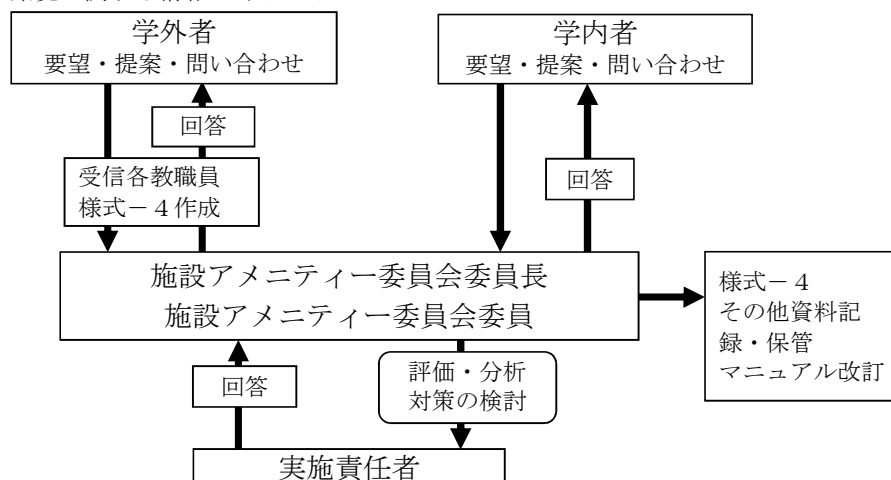 学外者
要望・提案・問い合わせ
学内者
要望・提案・問い合わせ
回答
受信各教職員
様式－４作成
回答
施設アメニティー委員会委員長
施設アメニティー委員会委員
様式－４
その他資料記
録・保管
マニュアル改訂
回答
評価・分析
対策の検討
実施責任者